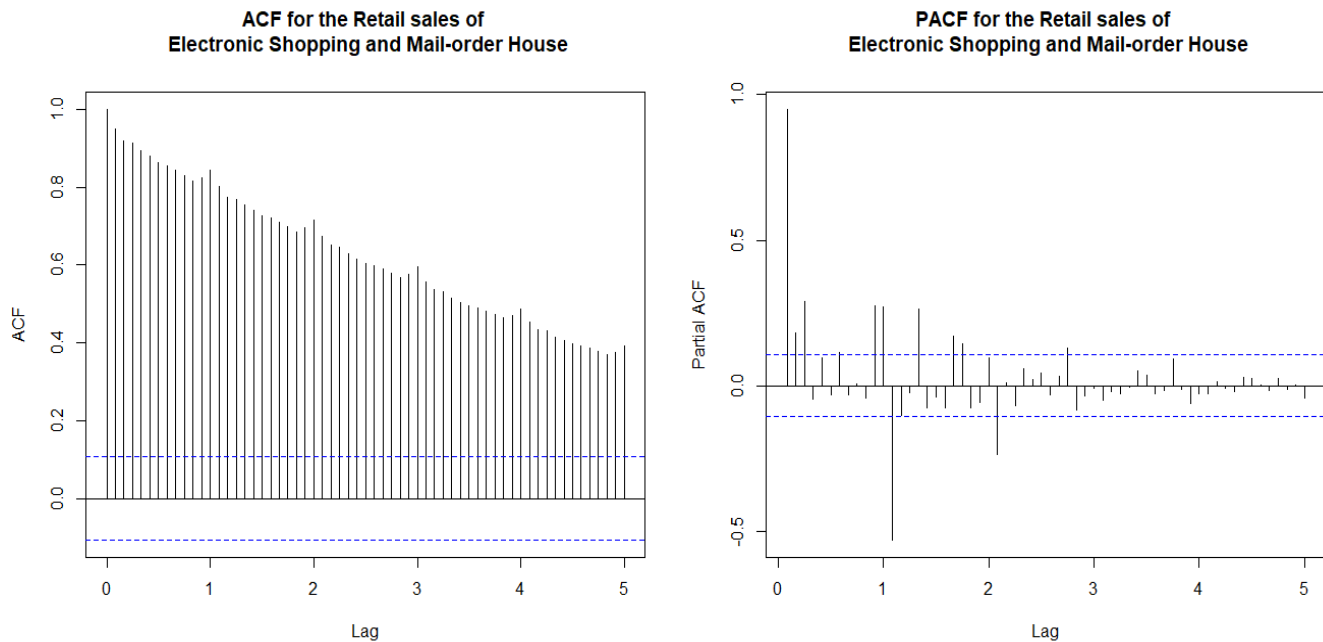 ACF for the Retail sales of
Electronic Shopping and Mail-order House
ACF
1.0
0.8
0.6
0.4
0.2
0.0
0 1 2 3 4 5
Lag
PACF for the Retail sales of
Electronic Shopping and Mail-order House
Partial ACF
1.0
0.5
0.0
-0.5
0 1 2 3 4 5
Lag